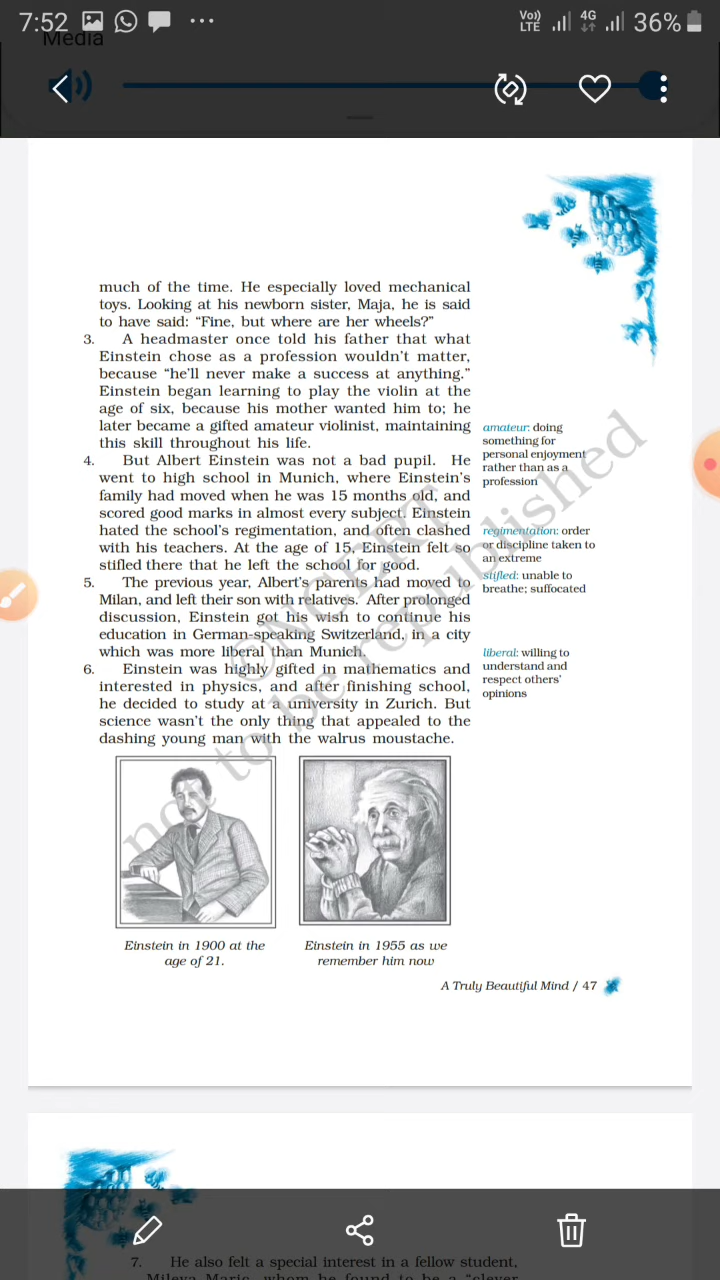 7:52
Vo) LTE 4G 36%
Media
much of the time. He especially loved mechanical
toys. Looking at his newborn sister, Maja, he is said
to have said: “Fine, but where are her wheels?”
3. A headmaster once told his father that what
Einstein chose as a profession wouldn’t matter,
because “he’ll never make a success at anything.”
Einstein began learning to play the violin at the
age of six, because his mother wanted him to; he
later became a gifted amateur violinist, maintaining
this skill throughout his life.
amateur: doing
something for
personal enjoyment
rather than as a
profession
4. But Albert Einstein was not a bad pupil. He
went to high school in Munich, where Einstein’s
family had moved when he was 15 months old, and
scored good marks in almost every subject. Einstein
hated the school’s regimentation, and often clashed
with his teachers. At the age of 15, Einstein felt so
stifled there that he left the school for good.
regimentation: order
or discipline taken to
an extreme
stifled: unable to
breathe; suffocated
5. The previous year, Albert’s parents had moved to
Milan, and left their son with relatives. After prolonged
discussion, Einstein got his wish to continue his
education in German-speaking Switzerland, in a city
which was more liberal than Munich.
liberal: willing to
understand and
respect others’
opinions
6. Einstein was highly gifted in mathematics and
interested in physics, and after finishing school,
he decided to study at a university in Zurich. But
science wasn’t the only thing that appealed to the
dashing young man with the walrus moustache.
©NCERT
not to be republished
Einstein in 1900 at the
age of 21.
Einstein in 1955 as we
remember him now
A Truly Beautiful Mind / 47
7. He also felt a special interest in a fellow student,
Mileva Maric, whom he found to be a “clever